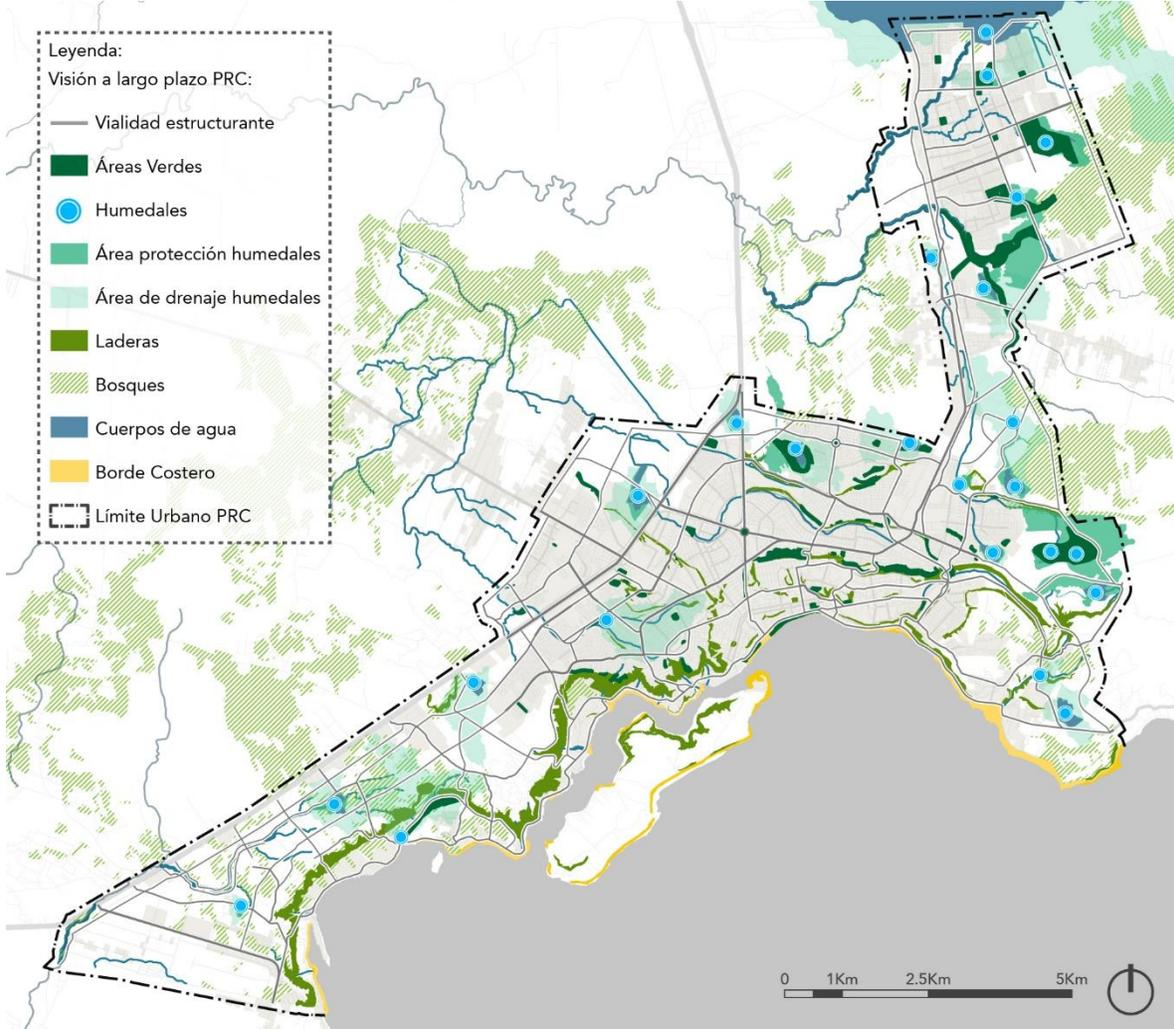 Leyenda:
Visión a largo plazo PRC:
Vialidad estructurante
Áreas Verdes
Humedales
Área protección humedales
Área de drenaje humedales
Laderas
Bosques
Cuerpos de agua
Borde Costero
Límite Urbano PRC
0 1Km 2.5Km 5Km